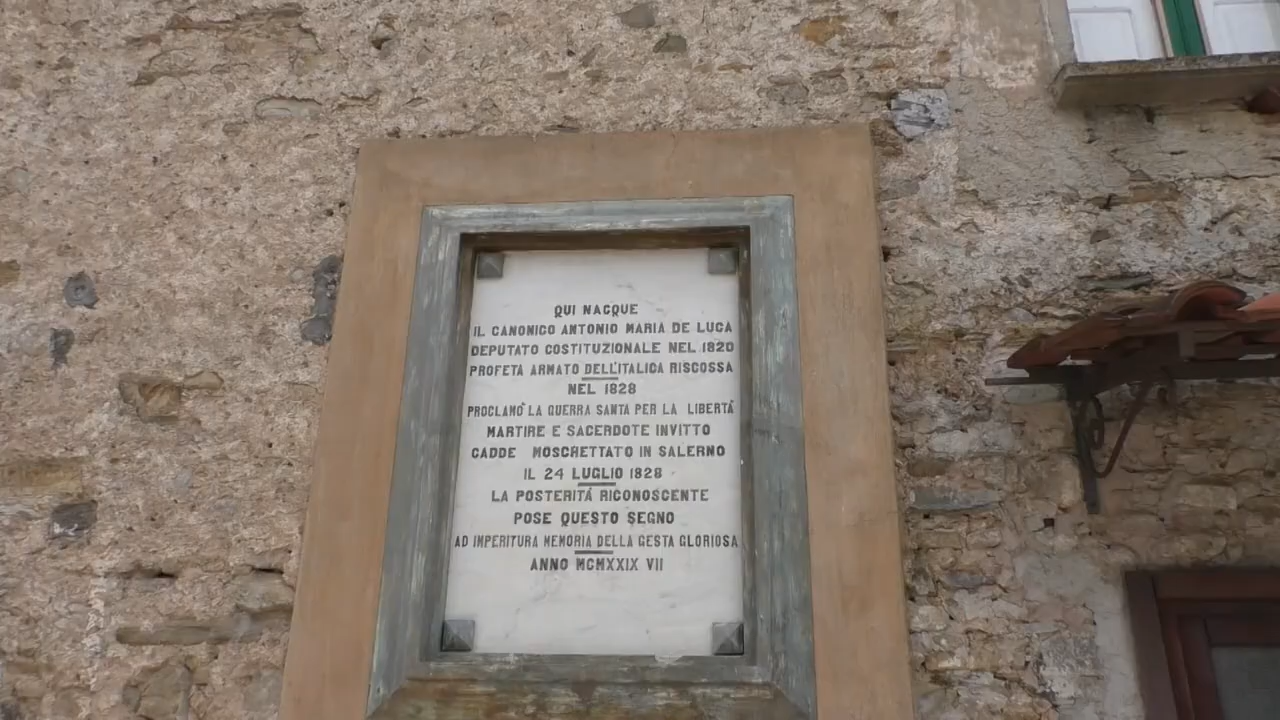 QUI NACQUE
IL CANONICO ANTONIO MARIA DE LUCA
DEPUTATO COSTITUZIONALE NEL 1820
PROFETA ARMATO DELL'ITALICA RISCOSSA
NEL 1828
PROCLAMÒ LA GUERRA SANTA PER LA LIBERTÀ
MARTIRE E SACERDOTE INVITTO
CADDE MOSCHETTATO IN SALERNO
IL 24 LUGLIO 1828
LA POSTERITÁ RICONOSCENTE
POSE QUESTO SEGNO
AD IMPERITURA MEMORIA DELLA GESTA GLORIOSA
ANNO MCMXXIX VII